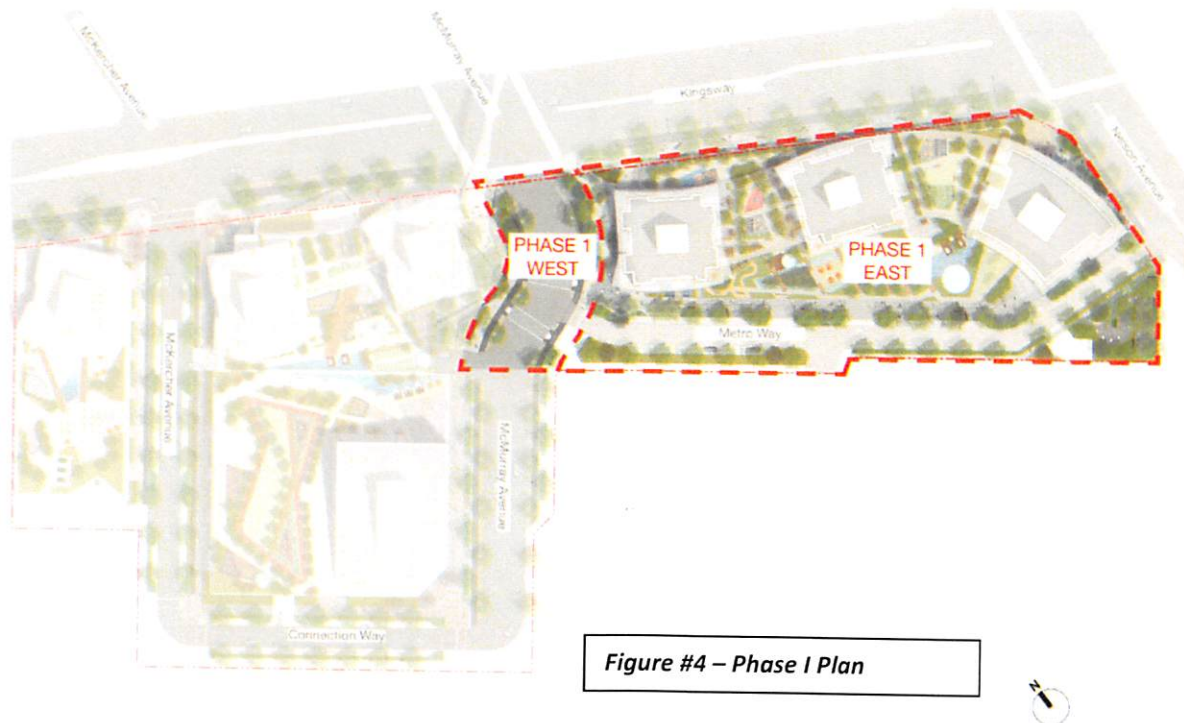 McKercher Avenue
McMurray Avenue
Kingsway
Nelson Avenue
PHASE 1
WEST
PHASE 1
EAST
Metro Way
McKercher Avenue
McMurray Avenue
Connection Way
Figure #4 – Phase I Plan
N